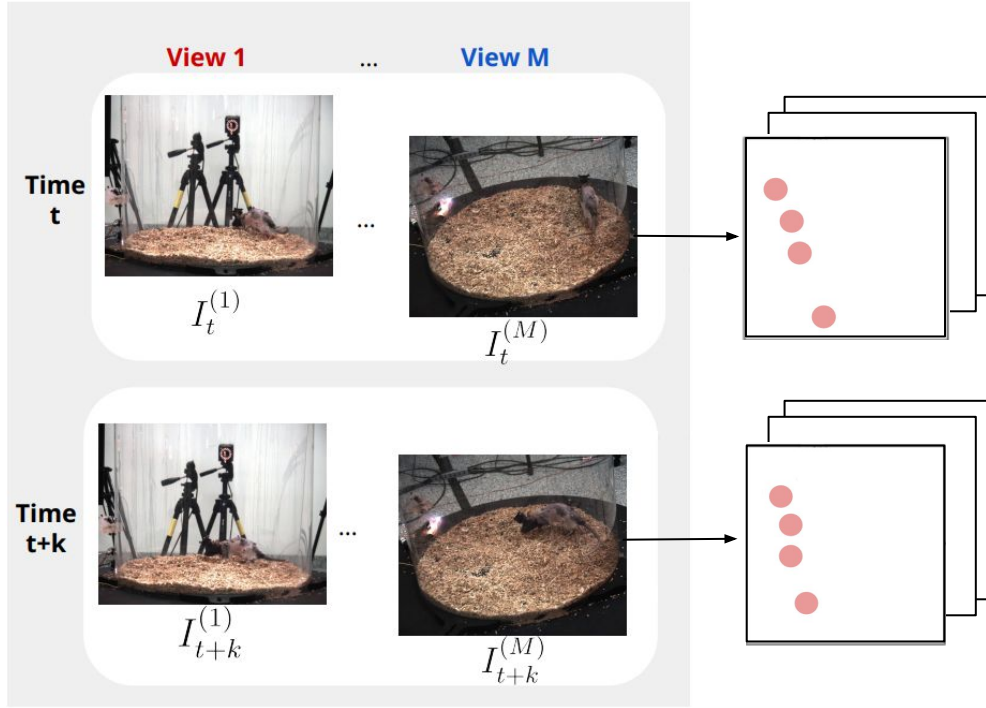 View 1 ... View M
Time
t
...
I_t^{(1)}
I_t^{(M)}
Time
t+k
...
I_{t+k}^{(1)}
I_{t+k}^{(M)}